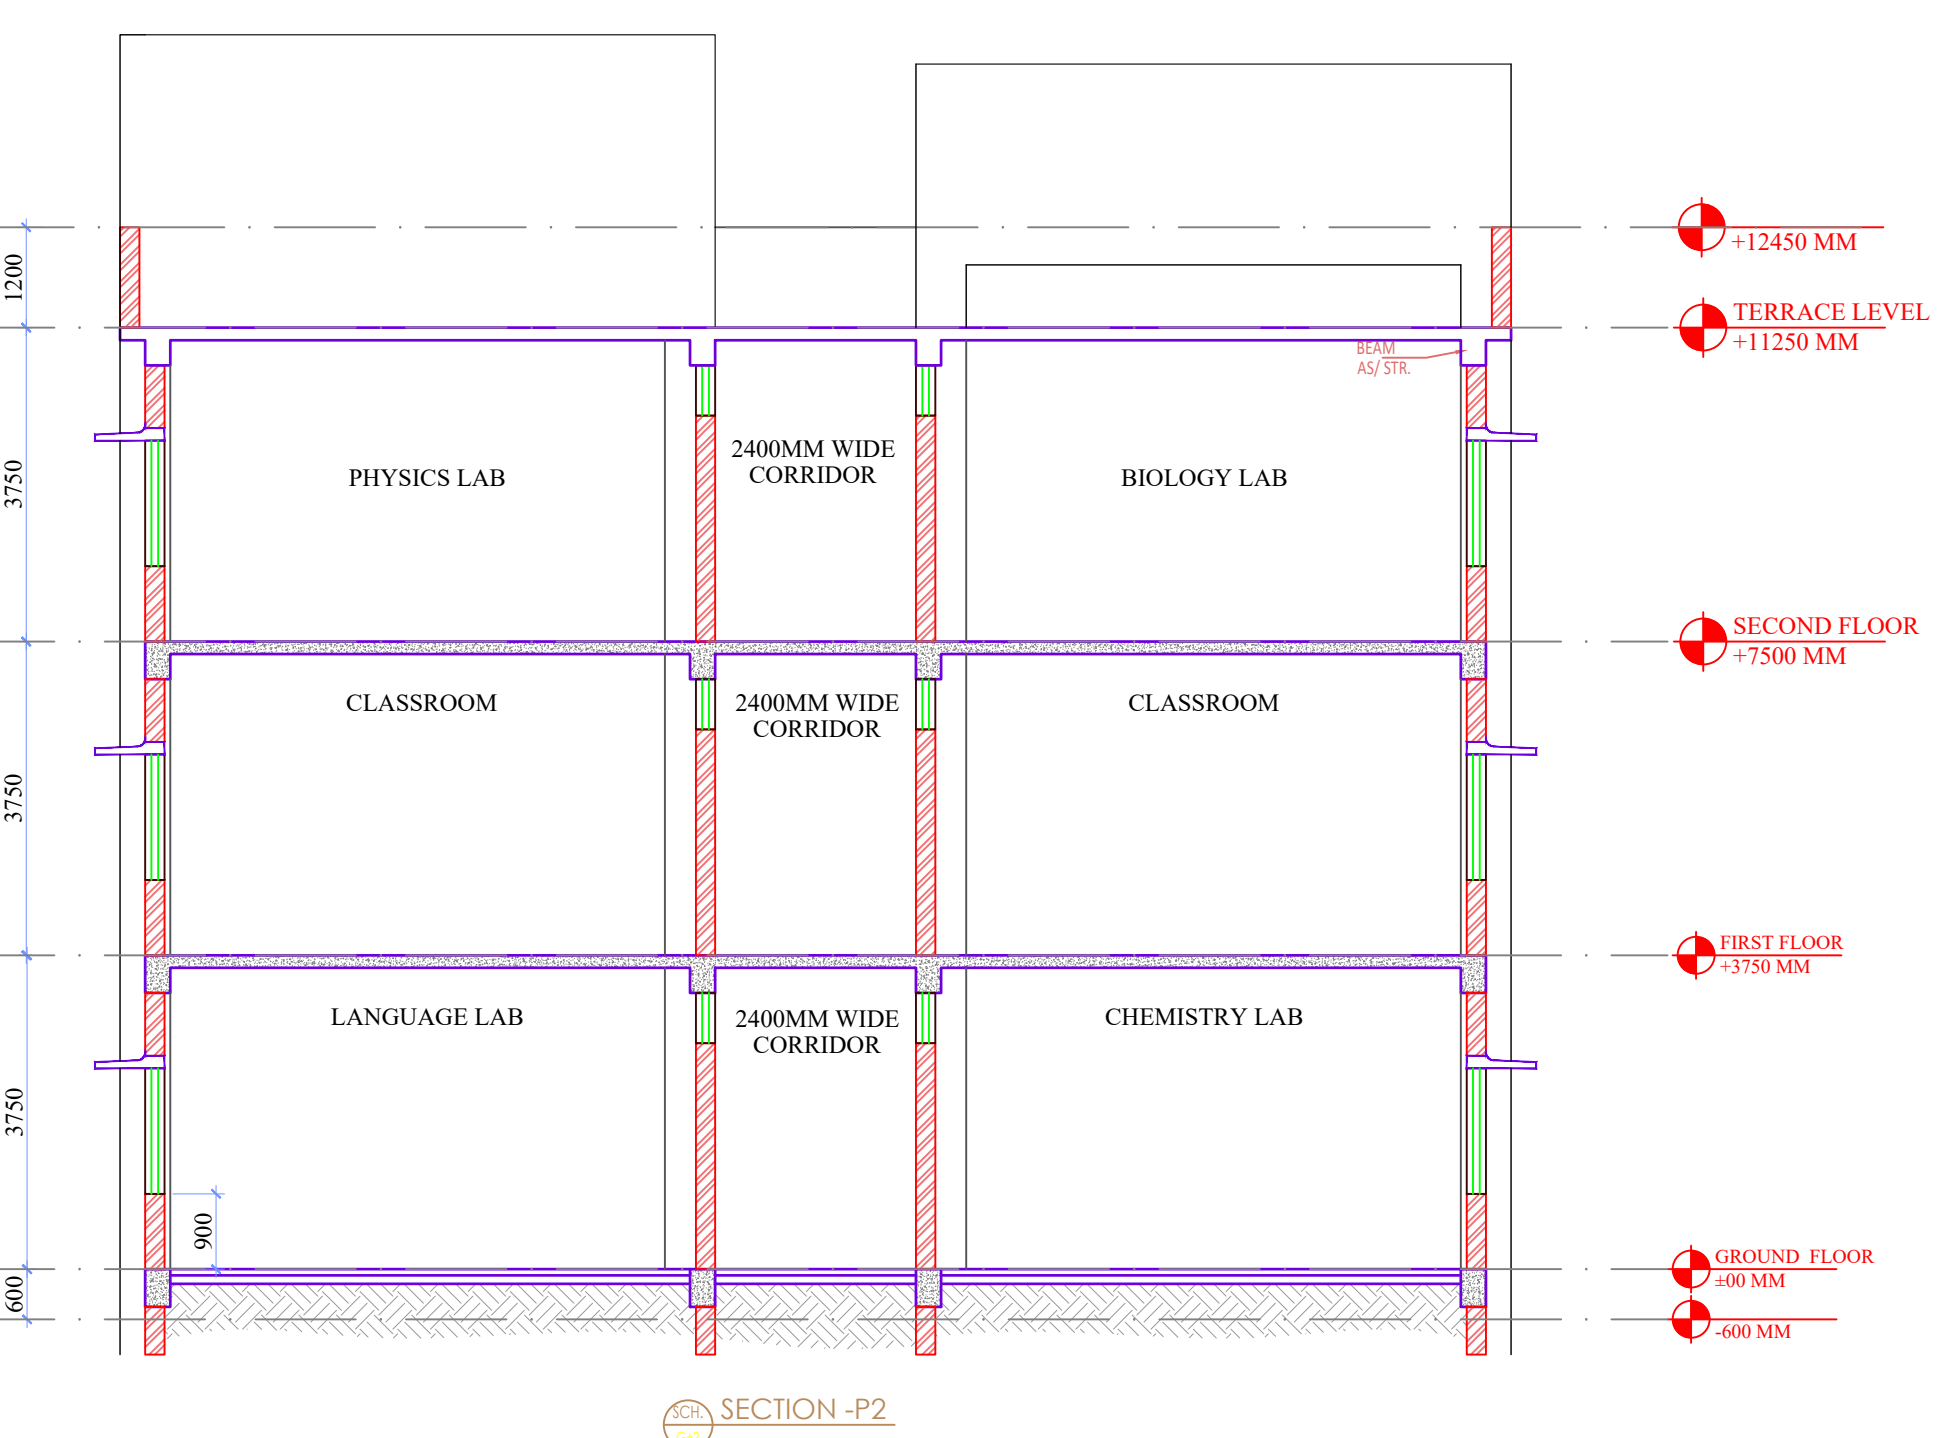 1200
+12450 MM
TERRACE LEVEL
+11250 MM
BEAM
AS/ STR.
3750
PHYSICS LAB
2400MM WIDE
CORRIDOR
BIOLOGY LAB
SECOND FLOOR
+7500 MM
3750
CLASSROOM
2400MM WIDE
CORRIDOR
CLASSROOM
FIRST FLOOR
+3750 MM
3750
LANGUAGE LAB
2400MM WIDE
CORRIDOR
CHEMISTRY LAB
900
GROUND FLOOR
±00 MM
600
-600 MM
SCH.
SECTION -P2